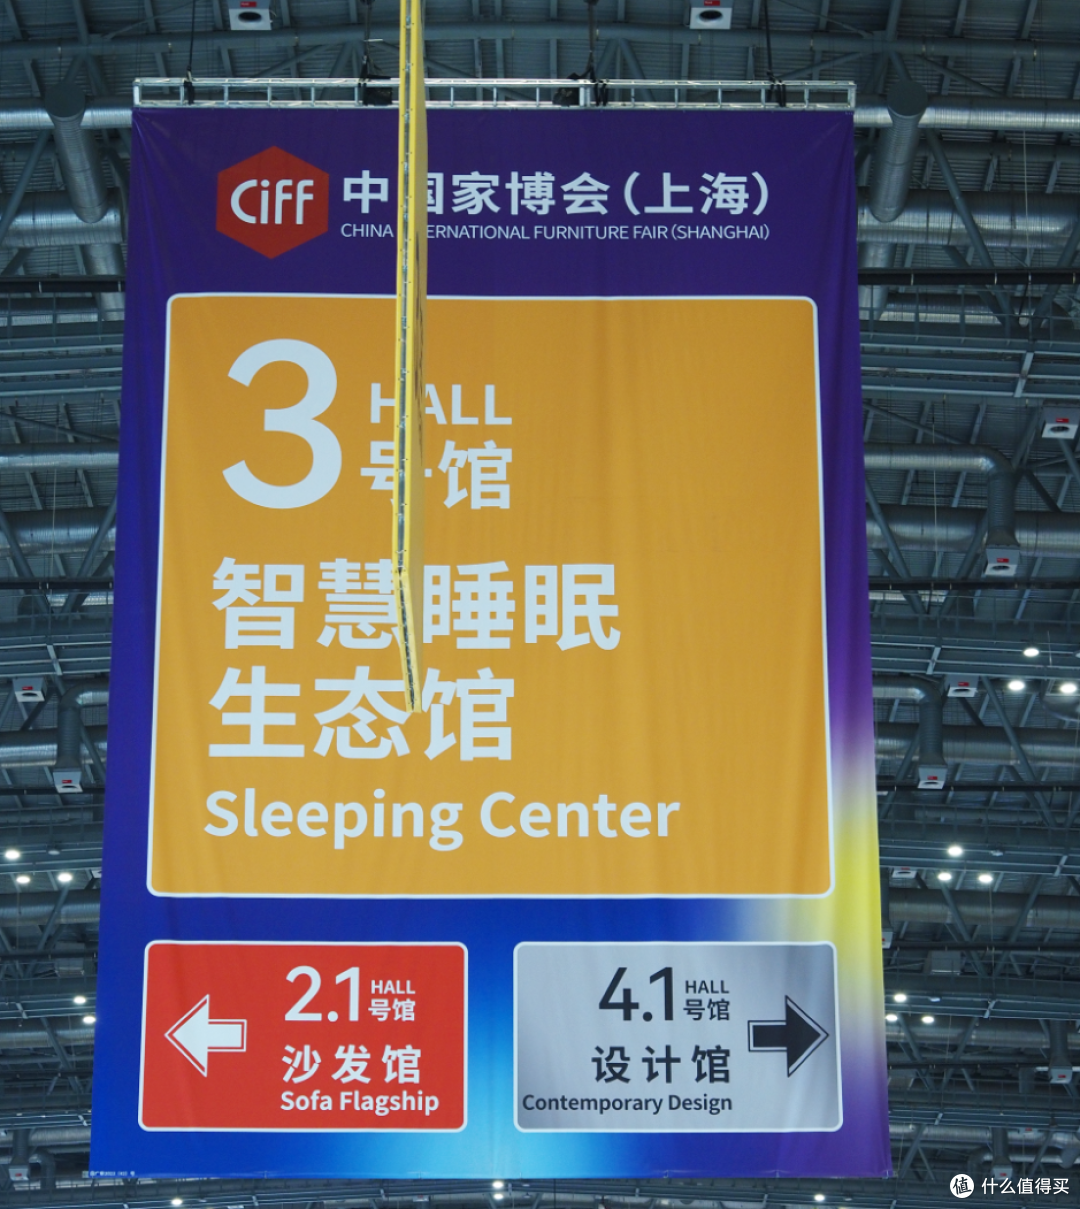 CiFF 中国家博会(上海)
CHINA INTERNATIONAL FURNITURE FAIR (SHANGHAI)
3 HALL
号馆
智慧睡眠
生态馆
Sleeping Center
2.1 HALL
号馆
沙发馆
Sofa Flagship
4.1 HALL
号馆
设计馆
Contemporary Design
值 什么值得买